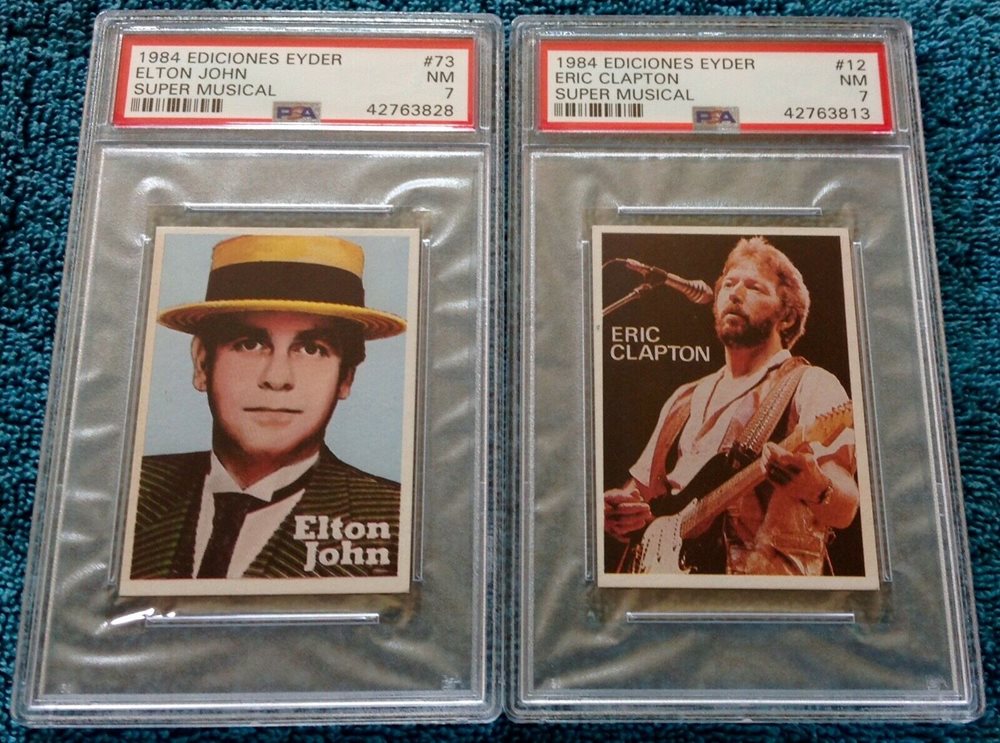 1984 EDICIONES EYDER #73
ELTON JOHN NM
SUPER MUSICAL 7
PSA 42763828
Elton
John
1984 EDICIONES EYDER #12
ERIC CLAPTON NM
SUPER MUSICAL 7
PSA 42763813
ERIC
CLAPTON